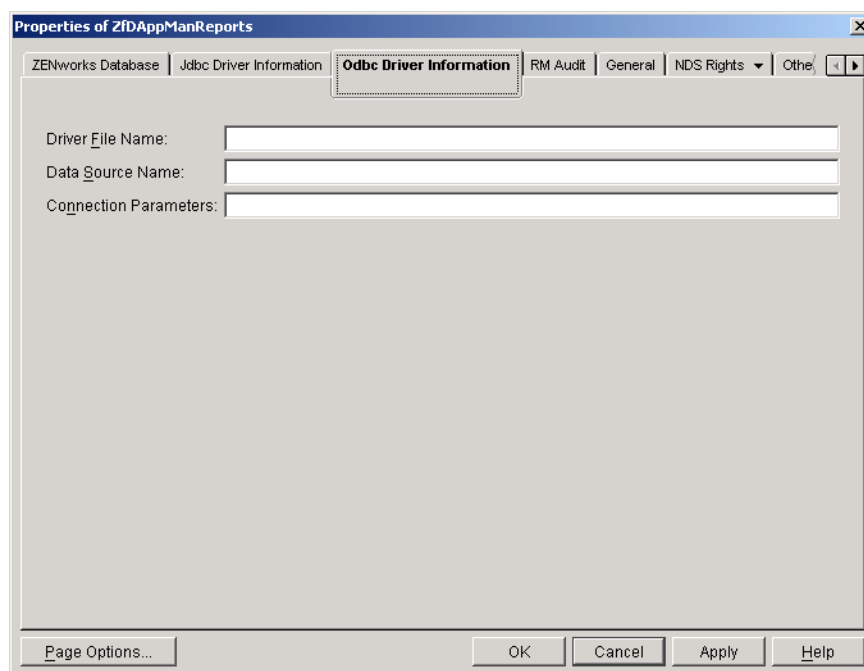 Properties of ZfDAppManReports
ZENworks Database Jdbc Driver Information Odbc Driver Information RM Audit General NDS Rights Othe
Driver File Name:
Data Source Name:
Connection Parameters:
Page Options... OK Cancel Apply Help